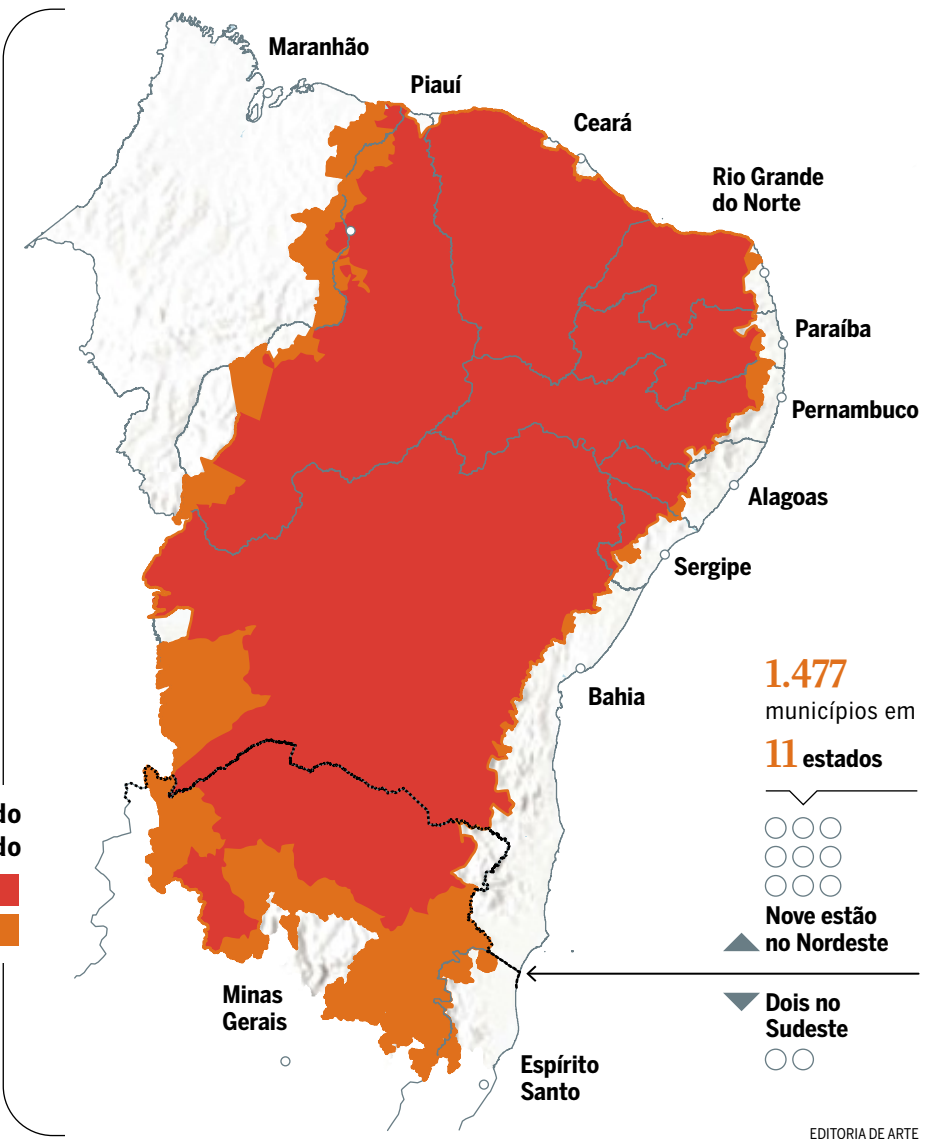 Maranhão
Piauí
Ceará
Rio Grande
do Norte
Paraíba
Pernambuco
Alagoas
Sergipe
Bahia
1.477
municípios em
11 estados
Nove estão
no Nordeste
Dois no
Sudeste
Minas
Gerais
Espírito
Santo
EDITORIA DE ARTE